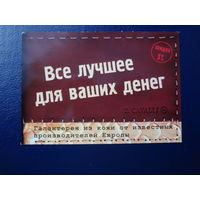 Все лучшее
для ваших денег
Галантерея из кожи от известных
производителей Европы